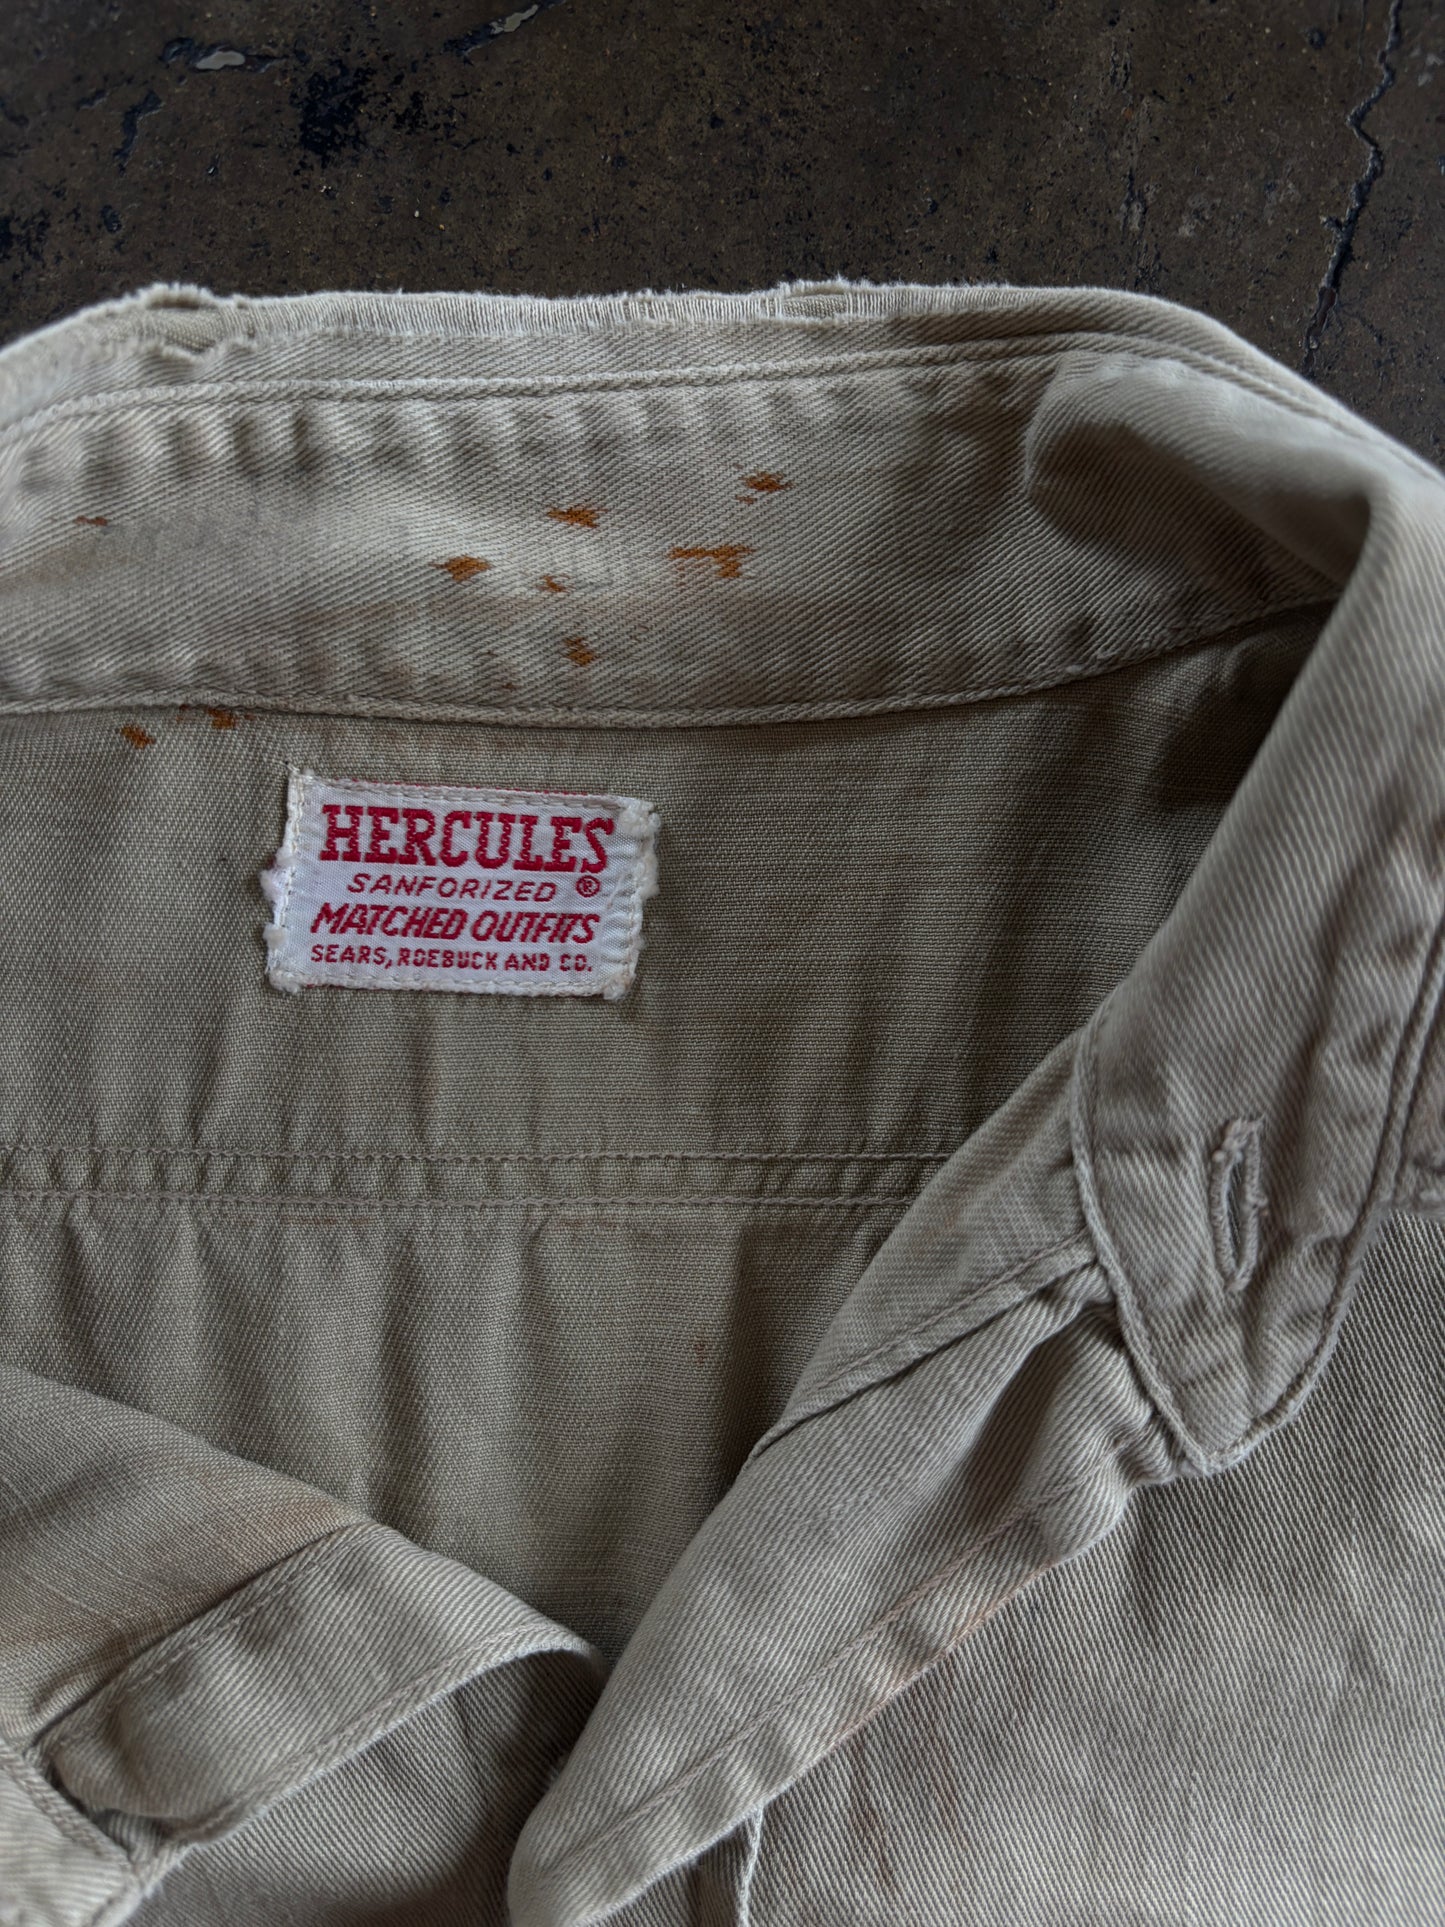 HERCULES
SANFORIZED ®
MATCHED OUTFITS
SEARS, ROEBUCK AND CO.